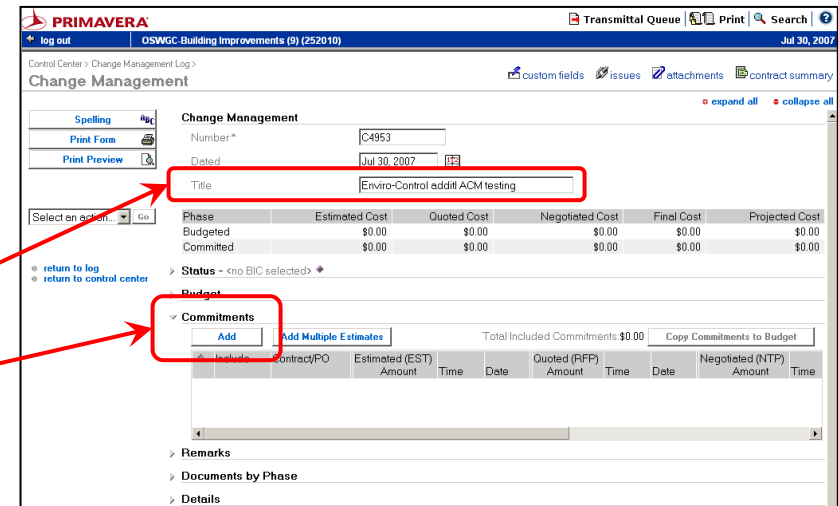 PRIMAVERA
Transmittal Queue Print Search
log out OSWGC-Building Improvements (9) (252010) Jul 30, 2007
Control Center > Change Management Log >
Change Management
custom fields issues attachments contract summary
expand all collapse all
Spelling
Print Form
Print Preview
Select an action... Go
return to log
return to control center
Change Management
Number * C4953
Dated Jul 30, 2007
Title Enviro-Control additl ACM testing
Phase Estimated Cost Quoted Cost Negotiated Cost Final Cost Projected Cost
Budgeted $0.00 $0.00 $0.00 $0.00 $0.00
Committed $0.00 $0.00 $0.00 $0.00 $0.00
Status - <no BIC selected>
Budget
Commitments
Add Add Multiple Estimates Total Included Commitments:$0.00 Copy Commitments to Budget
Include Contract/PO Estimated (EST) Quoted (RFP) Negotiated (NTP)
Amount Time Date Amount Time Date Amount Time
Remarks
Documents by Phase
Details